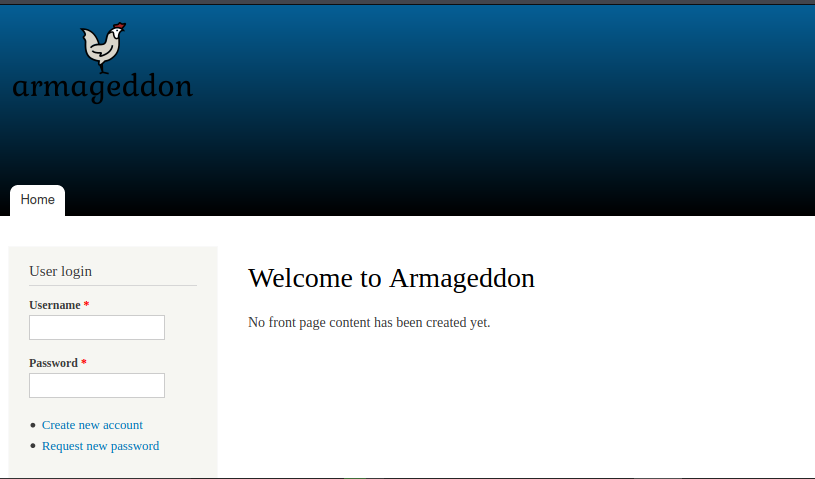 armageddon
Home
User login
Welcome to Armageddon
Username *
No front page content has been created yet.
Password *
Create new account
Request new password